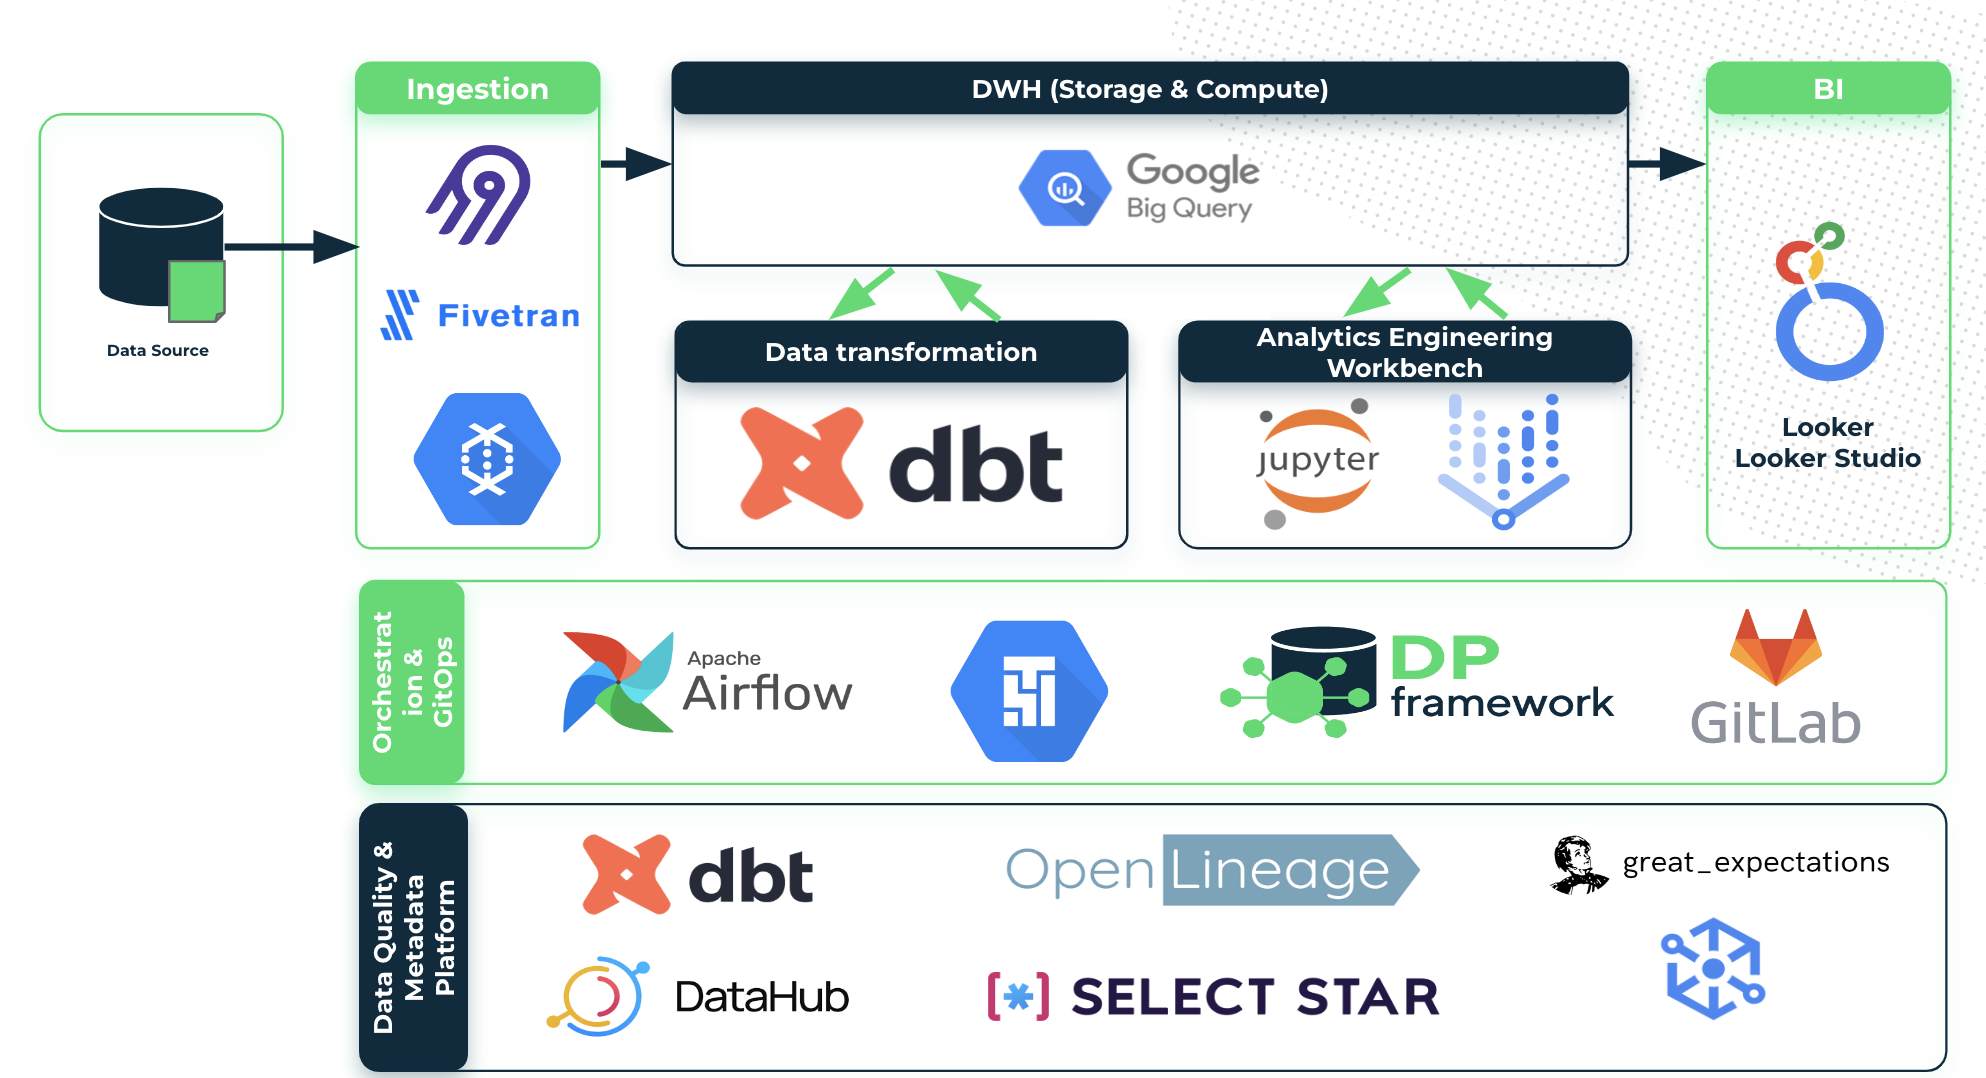 Data Source
Ingestion
Fivetran
DWH (Storage & Compute)
Google
Big Query
Data transformation
dbt
Analytics Engineering
Workbench
jupyter
BI
Looker
Looker Studio
Orchestrat
ion &
GitOps
Apache
Airflow
DP
framework
GitLab
Data Quality &
Metadata
Platform
dbt
OpenLineage
great_expectations
DataHub
[*] SELECT STAR